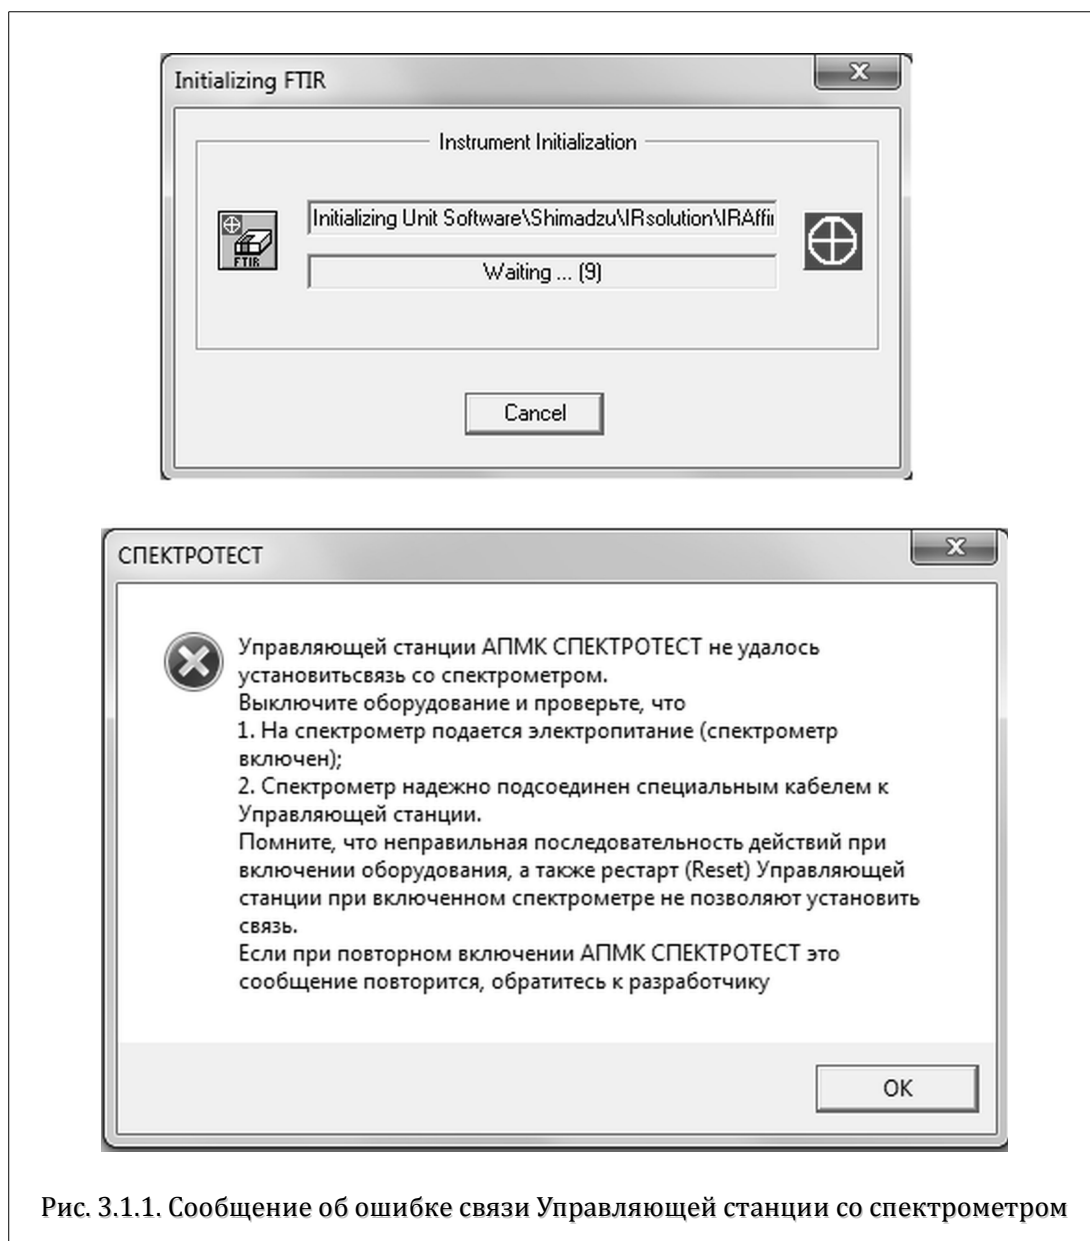 Initializing FTIR
Instrument Initialization
Initializing Unit Software\Shimadzu\IRsolution\IRAffii
FTIR
Waiting ... (9)
Cancel
СПЕКТРОТЕСТ
Управляющей станции АПМК СПЕКТРОТЕСТ не удалось
установитьсвязь со спектрометром.
Выключите оборудование и проверьте, что
1. На спектрометр подается электропитание (спектрометр
включен);
2. Спектрометр надежно подсоединен специальным кабелем к
Управляющей станции.
Помните, что неправильная последовательность действий при
включении оборудования, а также рестарт (Reset) Управляющей
станции при включенном спектрометре не позволяют установить
связь.
Если при повторном включении АПМК СПЕКТРОТЕСТ это
сообщение повторится, обратитесь к разработчику
OK
Рис. 3.1.1. Сообщение об ошибке связи Управляющей станции со спектрометром